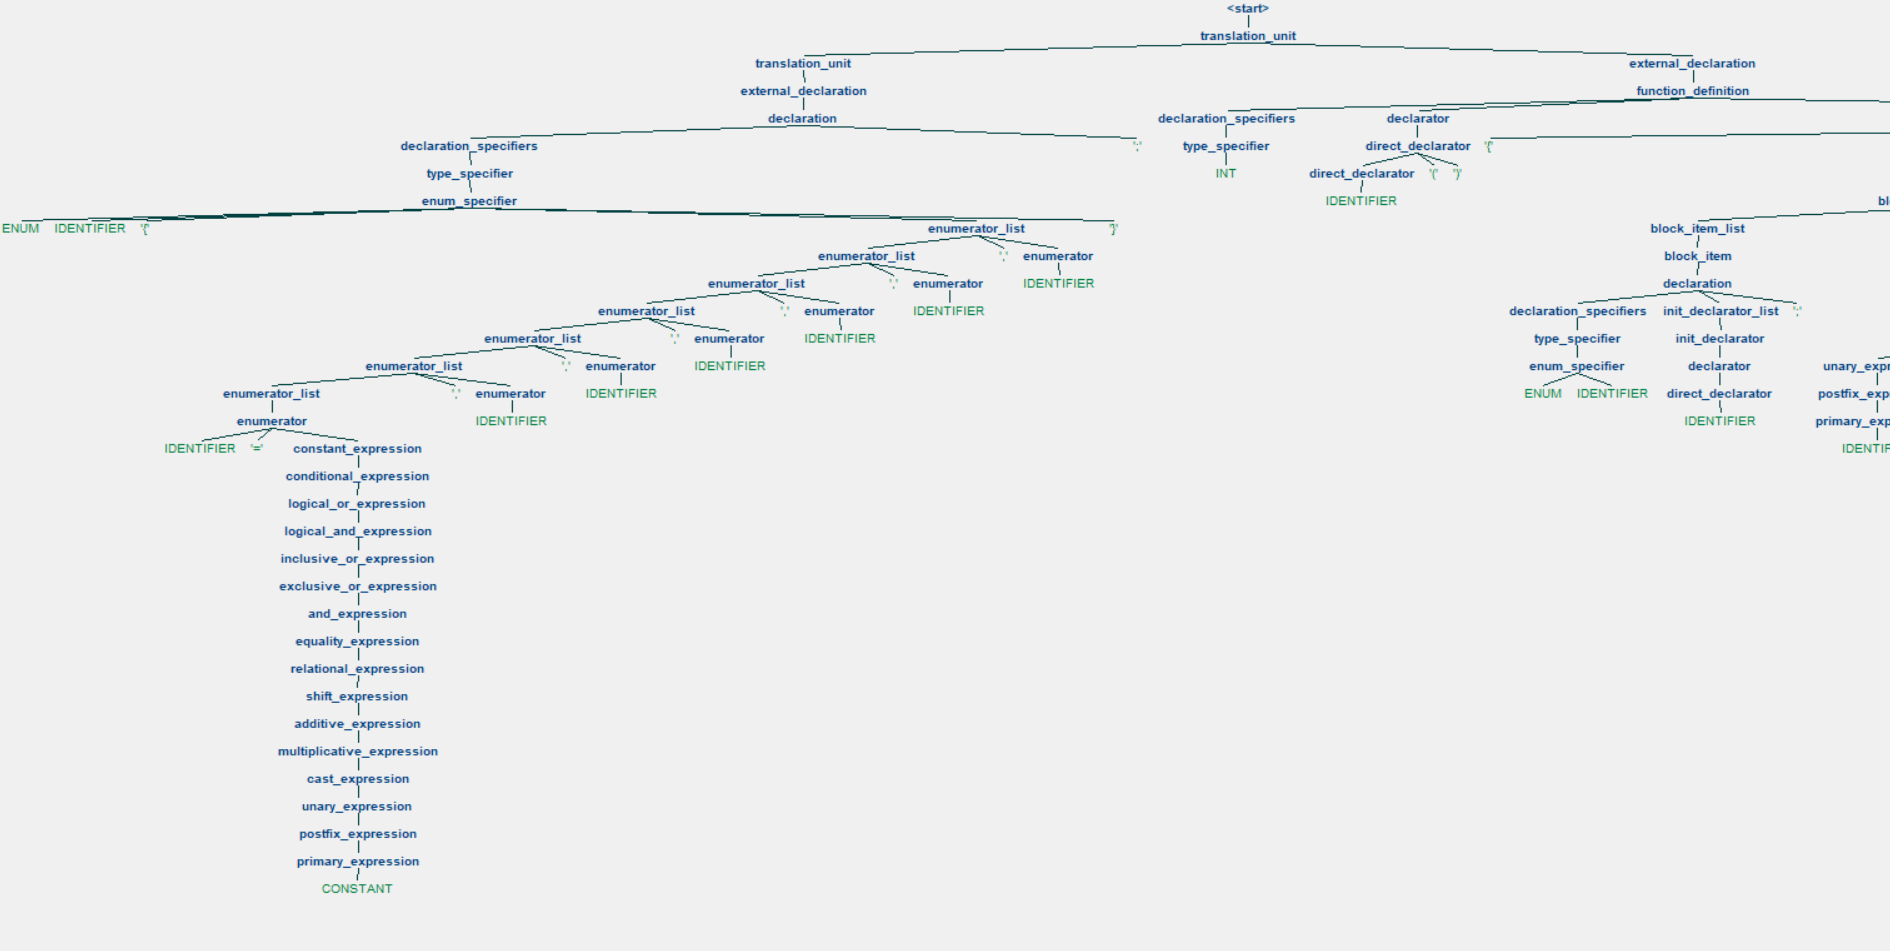 <start>
translation_unit
translation_unit external_declaration
external_declaration function_definition
declaration declaration_specifiers declarator
declaration_specifiers ';' type_specifier direct_declarator '{'
type_specifier INT direct_declarator '(' ')'
enum_specifier IDENTIFIER
ENUM IDENTIFIER '{' enumerator_list '}' block_item_list
enumerator_list ',' enumerator block_item
enumerator_list ',' enumerator IDENTIFIER declaration
enumerator_list ',' enumerator IDENTIFIER declaration_specifiers init_declarator_list ';'
enumerator_list ',' enumerator IDENTIFIER type_specifier init_declarator
enumerator_list ',' enumerator IDENTIFIER enum_specifier declarator unary_expr
enumerator_list ',' enumerator IDENTIFIER ENUM IDENTIFIER direct_declarator postfix_exp
enumerator IDENTIFIER IDENTIFIER primary_exp
IDENTIFIER '=' constant_expression IDENTIF
conditional_expression
logical_or_expression
logical_and_expression
inclusive_or_expression
exclusive_or_expression
and_expression
equality_expression
relational_expression
shift_expression
additive_expression
multiplicative_expression
cast_expression
unary_expression
postfix_expression
primary_expression
CONSTANT